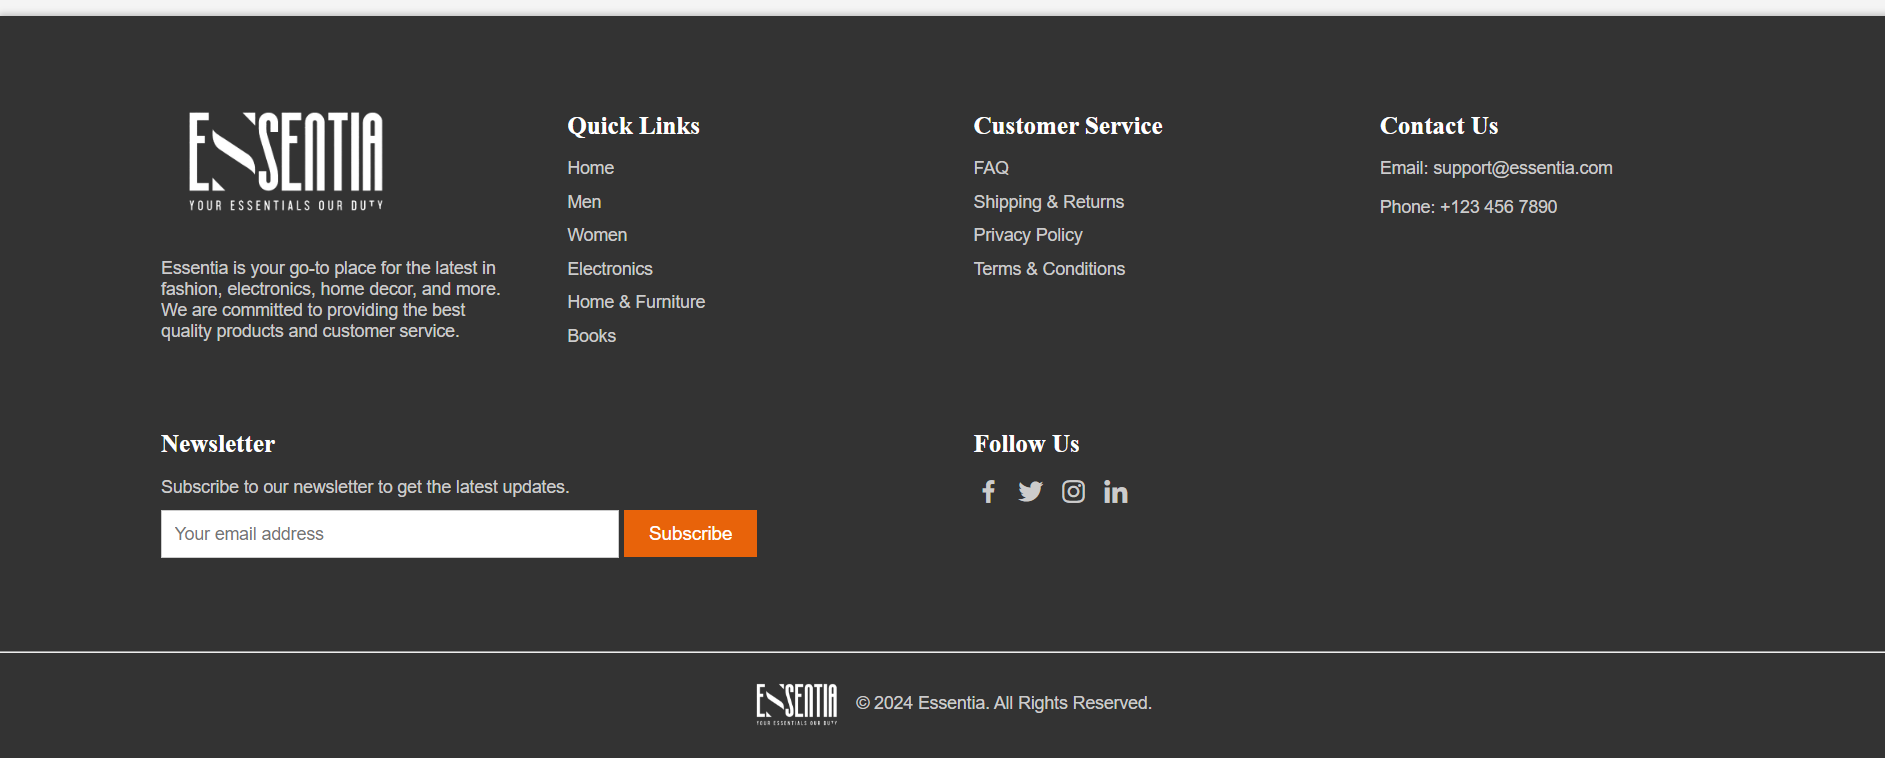 ESSENTIA
YOUR ESSENTIALS OUR DUTY
Essentia is your go-to place for the latest in
fashion, electronics, home decor, and more.
We are committed to providing the best
quality products and customer service.
Quick Links
Home
Men
Women
Electronics
Home & Furniture
Books
Customer Service
FAQ
Shipping & Returns
Privacy Policy
Terms & Conditions
Contact Us
Email: support@essentia.com
Phone: +123 456 7890
Newsletter
Subscribe to our newsletter to get the latest updates.
Your email address
Subscribe
Follow Us
ESSENTIA
YOUR ESSENTIALS OUR DUTY
© 2024 Essentia. All Rights Reserved.